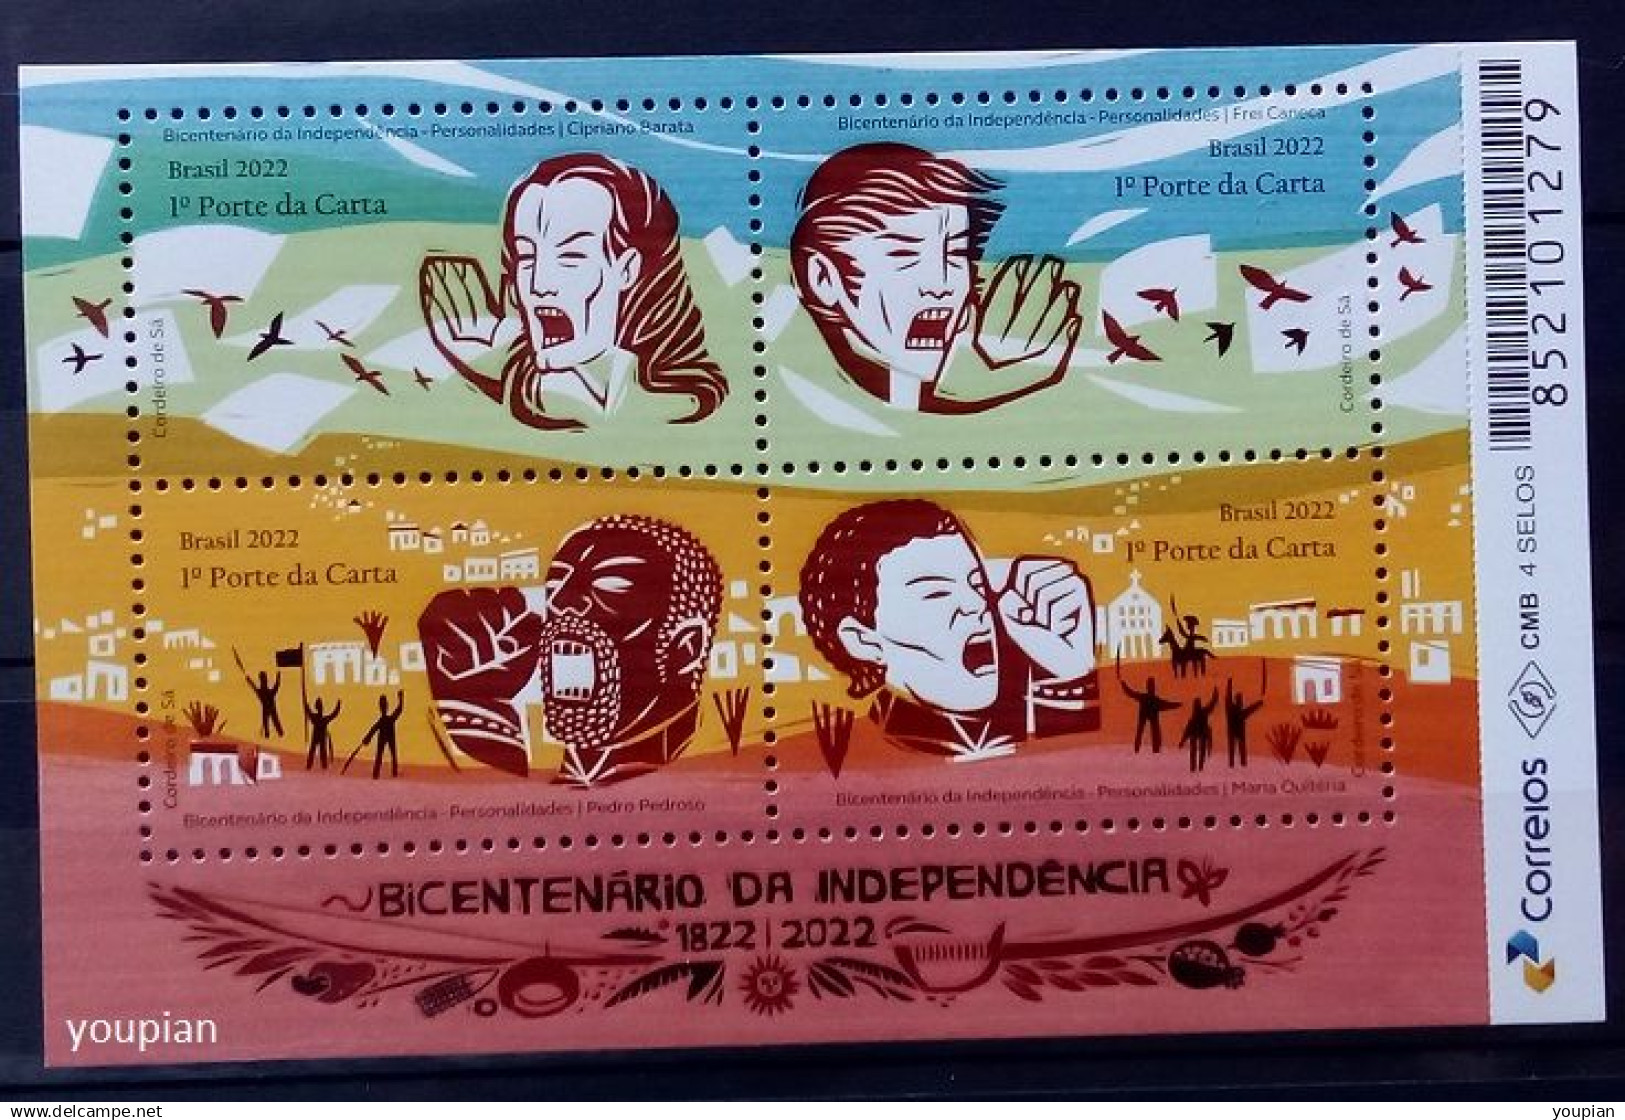 Bicentenário da Independência - Personalidades | Cipriano Barata
Brasil 2022
1º Porte da Carta
Cordeiro de Sá
Bicentenário da Independência - Personalidades | Frei Caneca
Brasil 2022
1º Porte da Carta
Cordeiro de Sá
Brasil 2022
1º Porte da Carta
Cordeiro de Sá
Bicentenário da Independência - Personalidades | Pedro Pedroso
Brasil 2022
1º Porte da Carta
Cordeiro de Sá
Bicentenário da Independência - Personalidades | Maria Quitéria
BiCENTENÁRiO DA INDEPENDÊNCIA
1822 | 2022
852101279
CMB 4 SELOS
Correios
youpian
delcampe.net
youpian